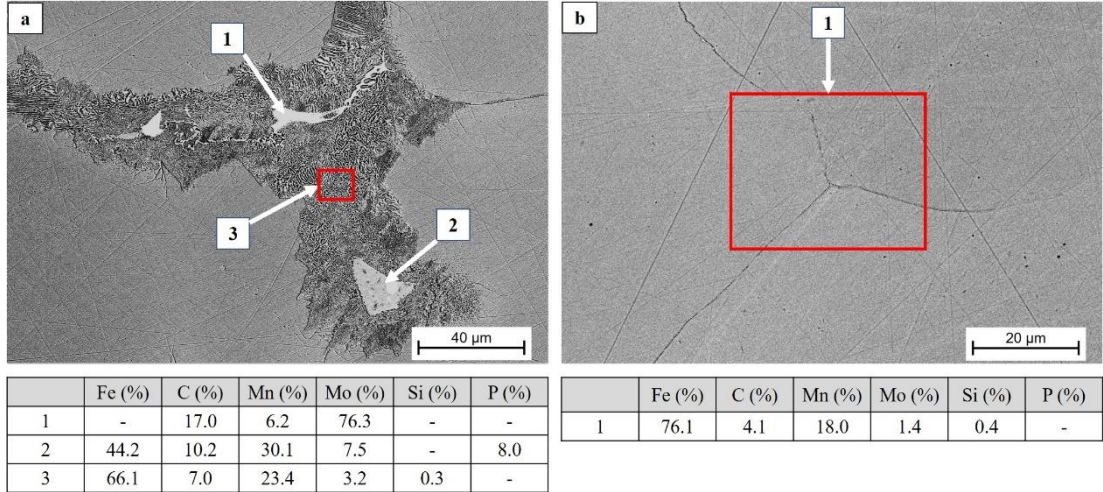 a
1
3
2
40 µm
b
1
20 µm
Fe (%) C (%) Mn (%) Mo (%) Si (%) P (%)
1 - 17.0 6.2 76.3 - -
2 44.2 10.2 30.1 7.5 - 8.0
3 66.1 7.0 23.4 3.2 0.3 -
Fe (%) C (%) Mn (%) Mo (%) Si (%) P (%)
1 76.1 4.1 18.0 1.4 0.4 -